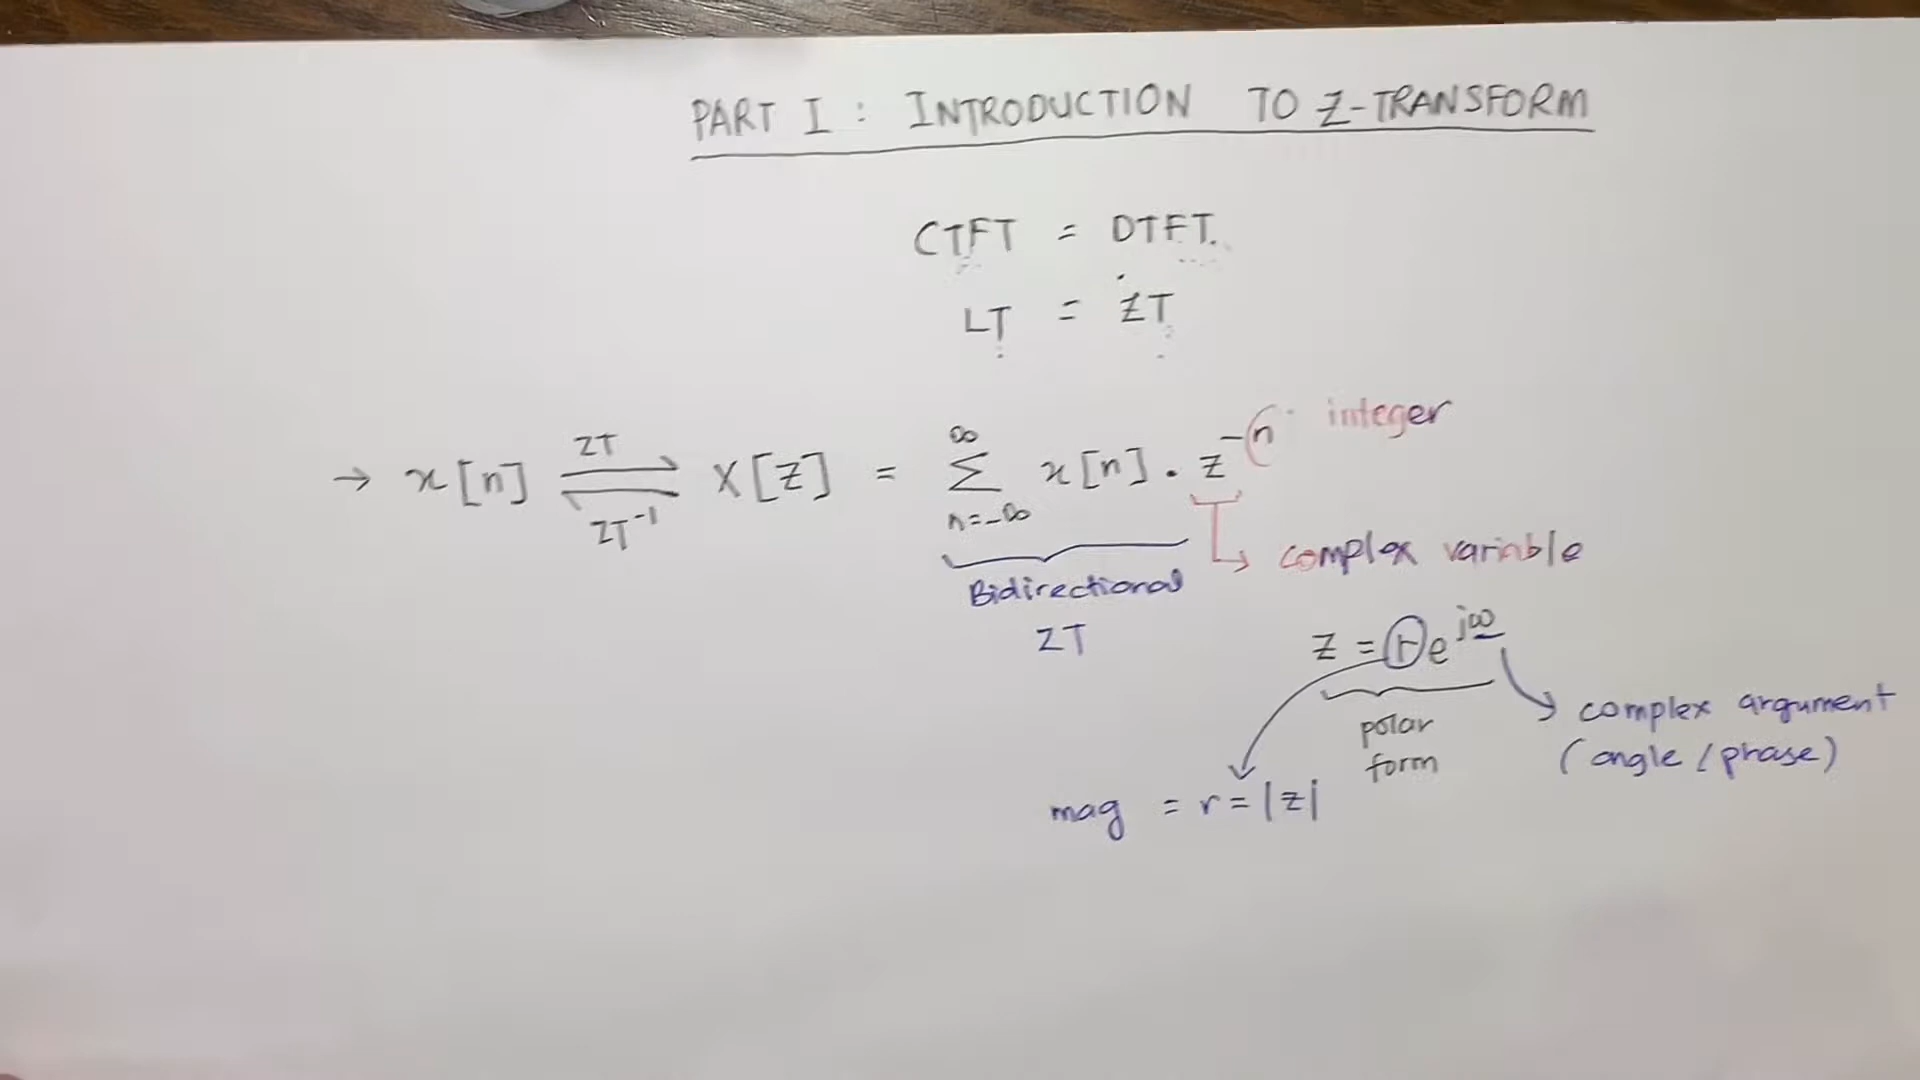 PART I : INTRODUCTION TO Z-TRANSFORM
CTFT = DTFT
LT = ZT
→ x[n] ZT ⇌ ZT⁻¹ X[z] = ∞ Σ n=-∞ x[n] . z⁻ⁿ integer
complex variable
Bidirectional
ZT
z = re^jω
polar
form
complex argument
(angle / phase)
mag = r = |z|